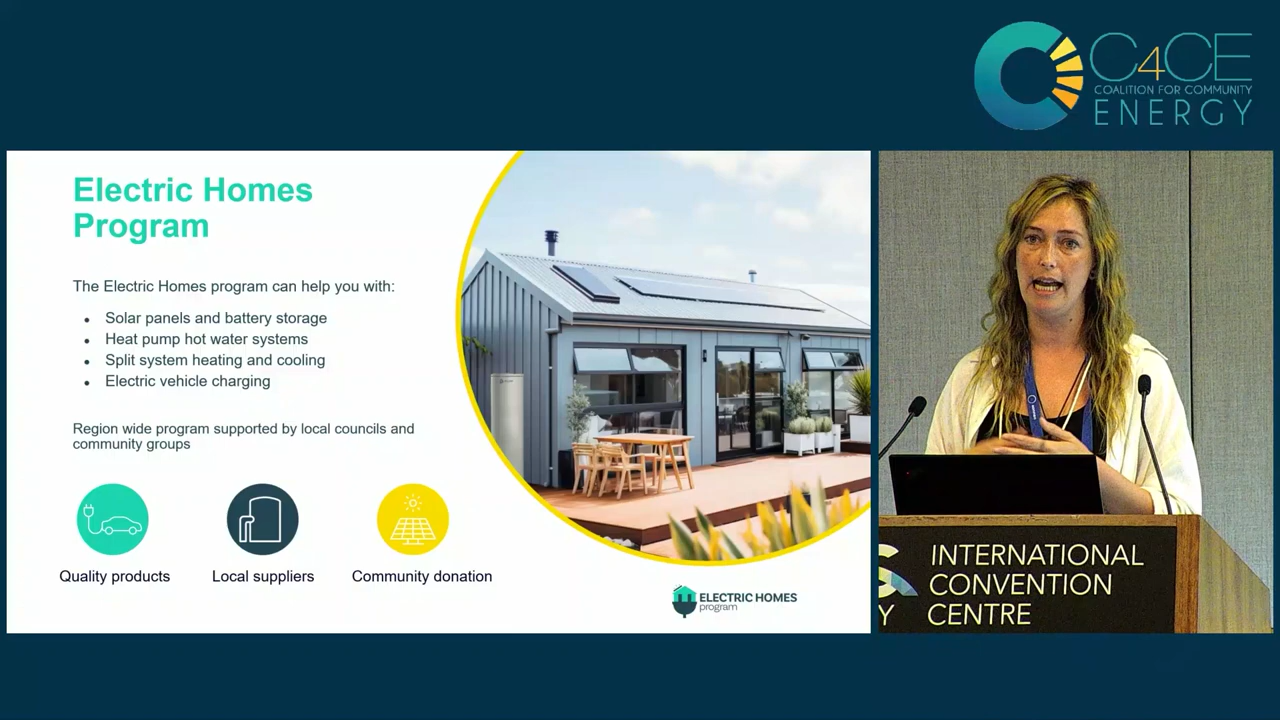 C4CE
COALITION FOR COMMUNITY
ENERGY
Electric Homes
Program
The Electric Homes program can help you with:
• Solar panels and battery storage
• Heat pump hot water systems
• Split system heating and cooling
• Electric vehicle charging
Region wide program supported by local councils and
community groups
Quality products
Local suppliers
Community donation
ELECTRIC HOMES
program
INTERNATIONAL
CONVENTION
CENTRE